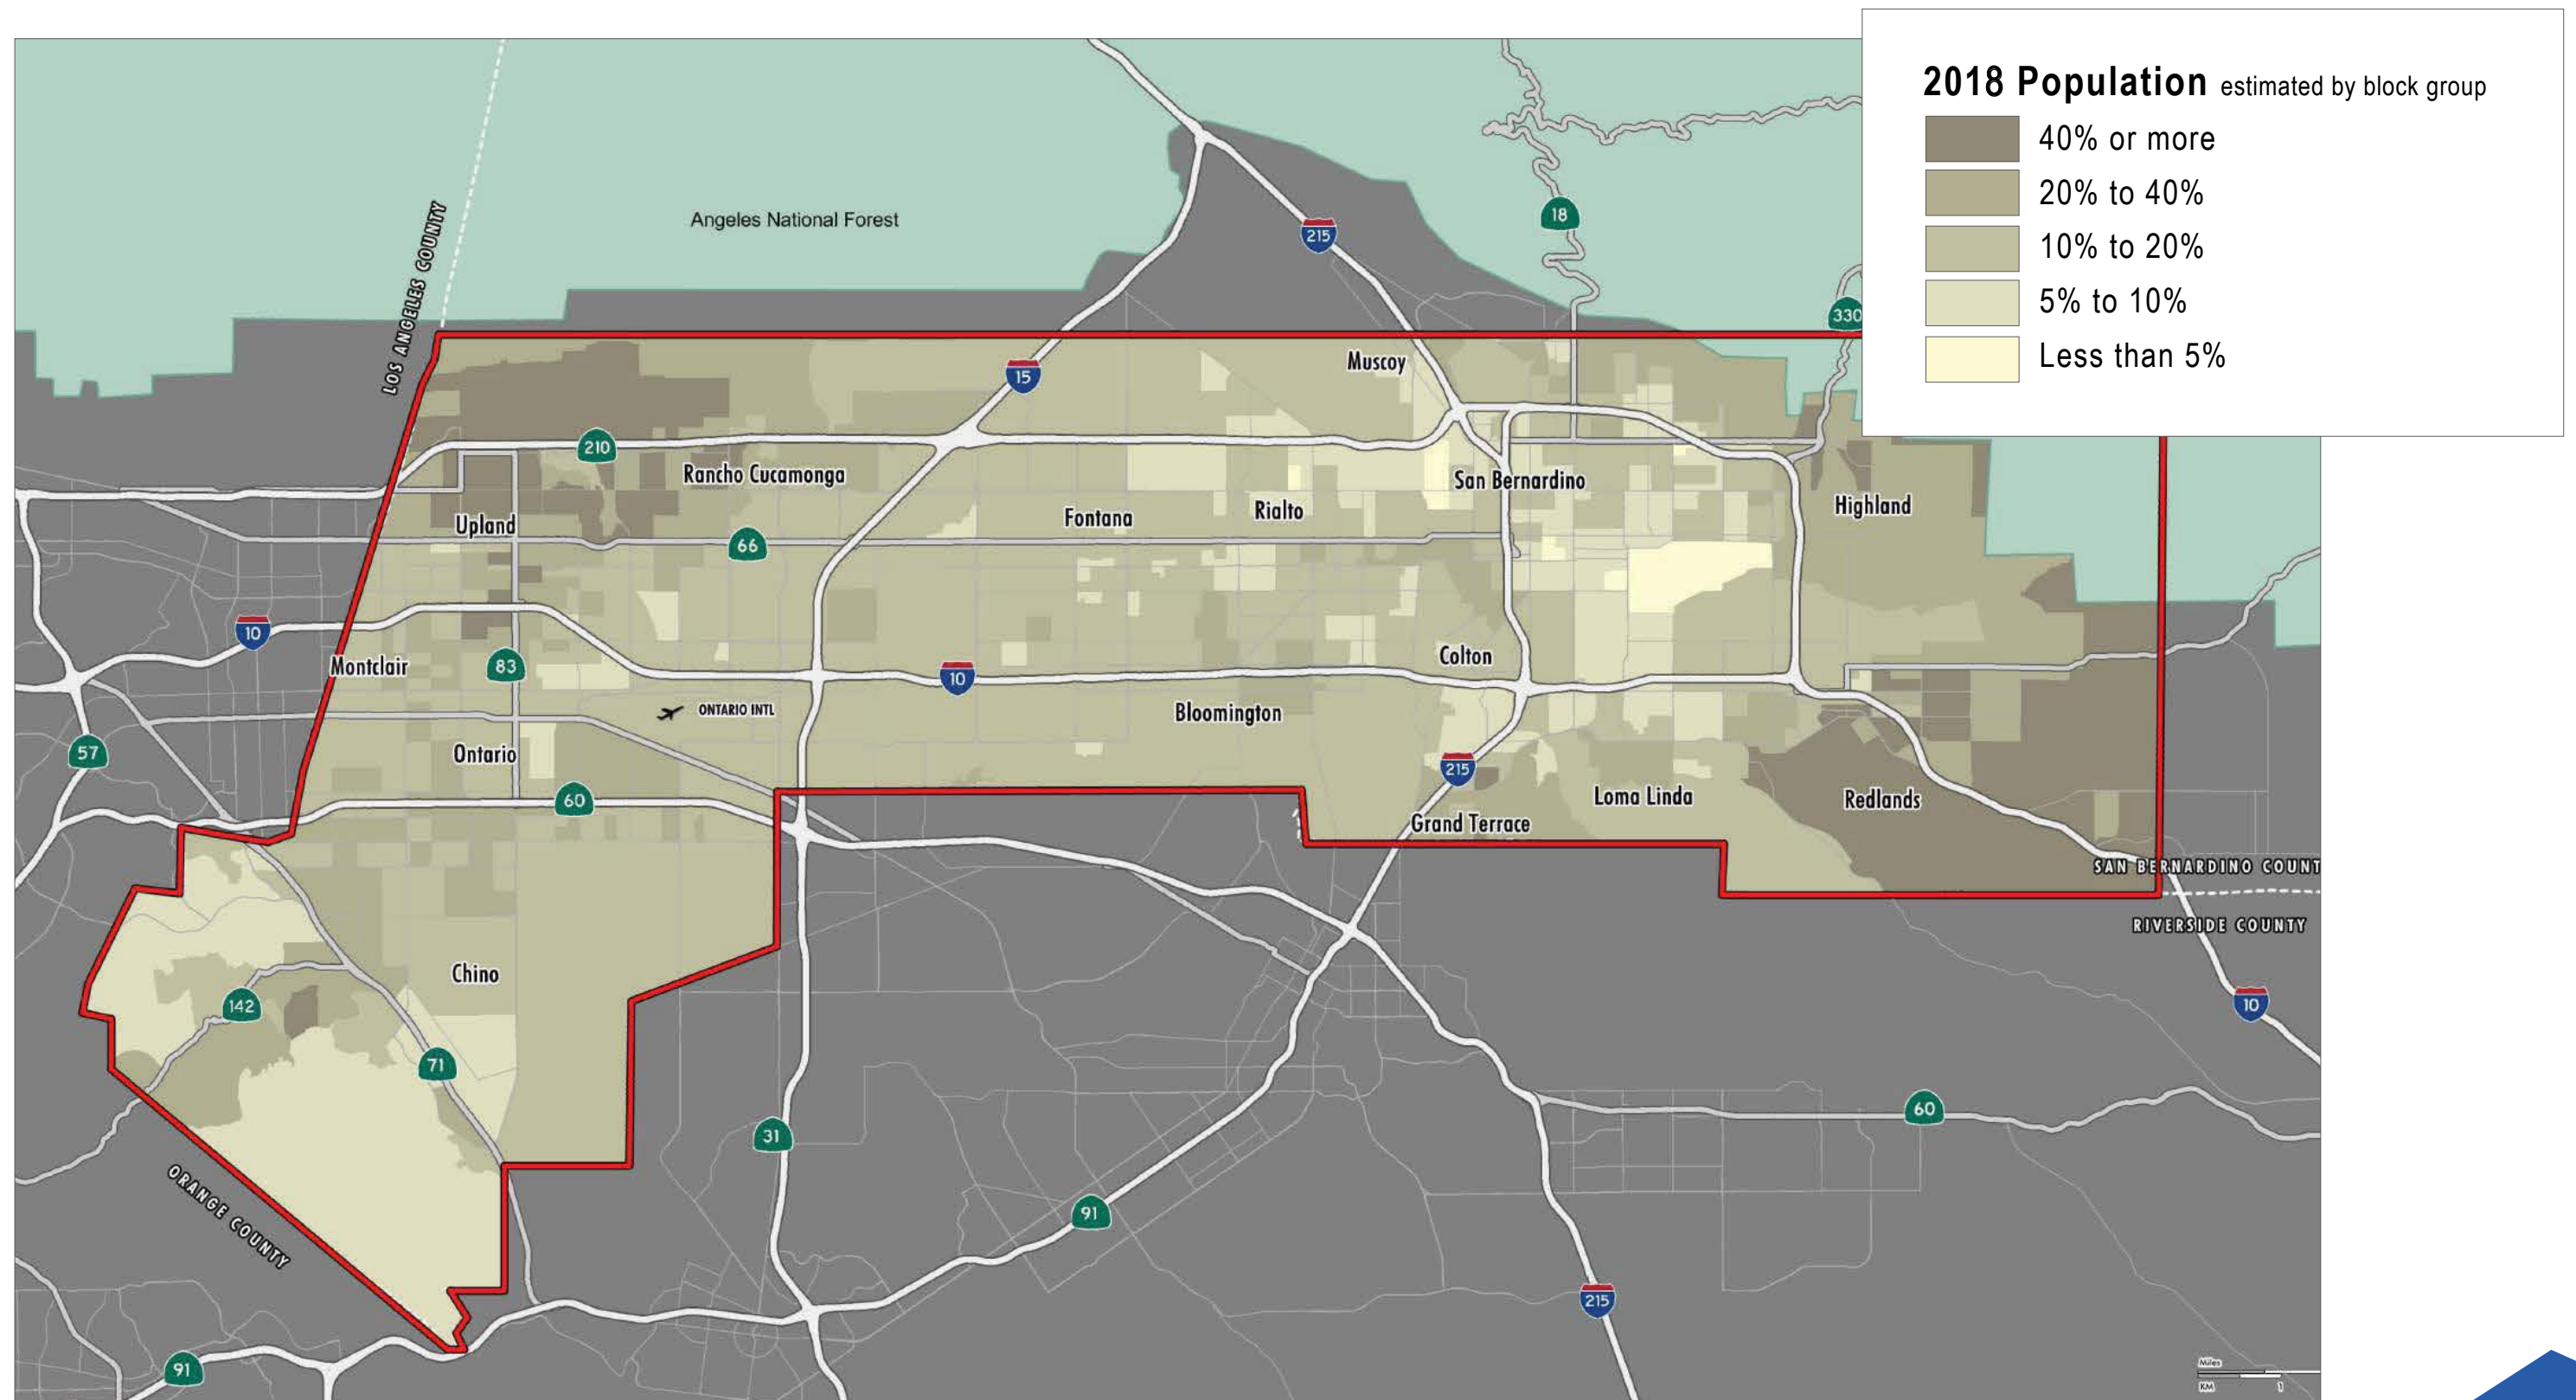 2018 Population estimated by block group
40% or more
20% to 40%
10% to 20%
5% to 10%
Less than 5%
LOS ANGELES COUNTY
Angeles National Forest
18
215
330
15
Muscoy
210
Rancho Cucamonga
San Bernardino
Highland
Upland
Fontana
Rialto
66
10
Montclair
83
10
Colton
ONTARIO INTL
Bloomington
57
Ontario
215
60
Loma Linda
Redlands
Grand Terrace
SAN BERNARDINO COUNT
RIVERSIDE COUNTY
Chino
142
10
71
60
31
ORANGE COUNTY
91
215
91
Miles
KM 1